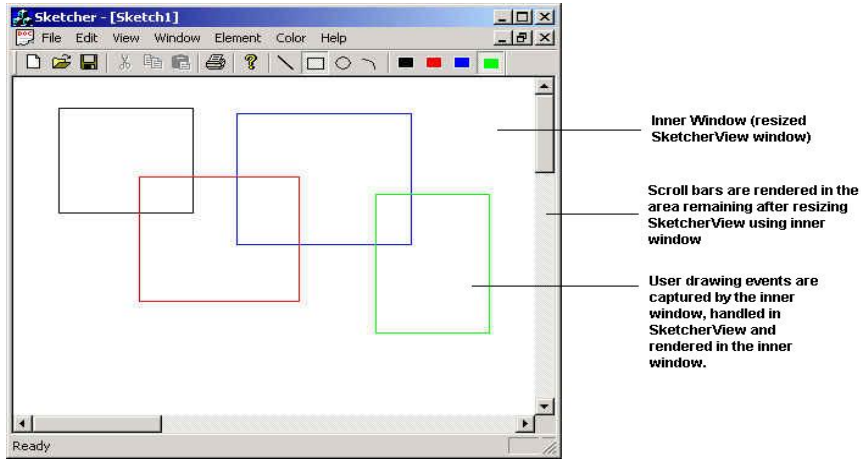 Sketcher - [Sketch1]
DOC File Edit View Window Element Color Help
Inner Window (resized
SketcherView window)
Scroll bars are rendered in the
area remaining after resizing
SketcherView using inner
window
User drawing events are
captured by the inner
window, handled in
SketcherView and
rendered in the inner
window.
Ready